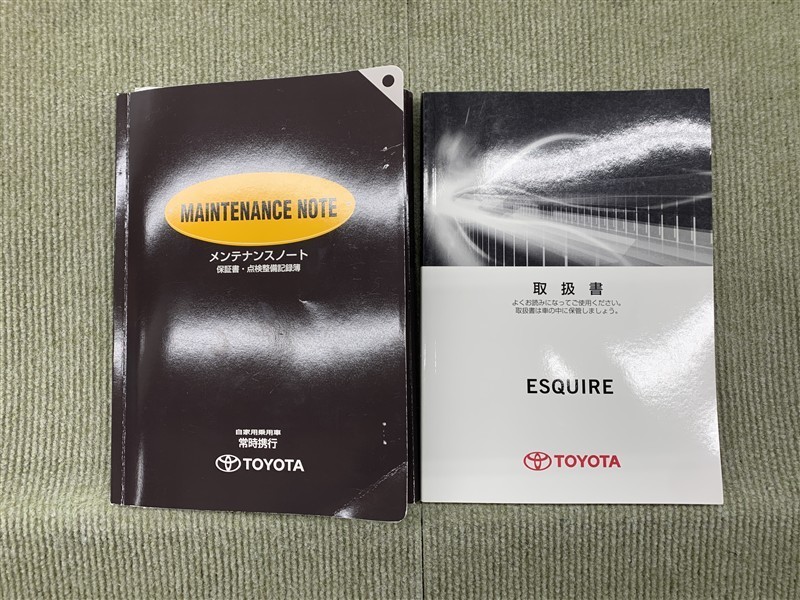 MAINTENANCE NOTE
メンテナンスノート
保証書・点検整備記録簿
自家用乗用車
常時携行
TOYOTA
取扱書
よくお読みになってご使用ください。
取扱書は車の中に保管しましょう。
ESQUIRE
TOYOTA